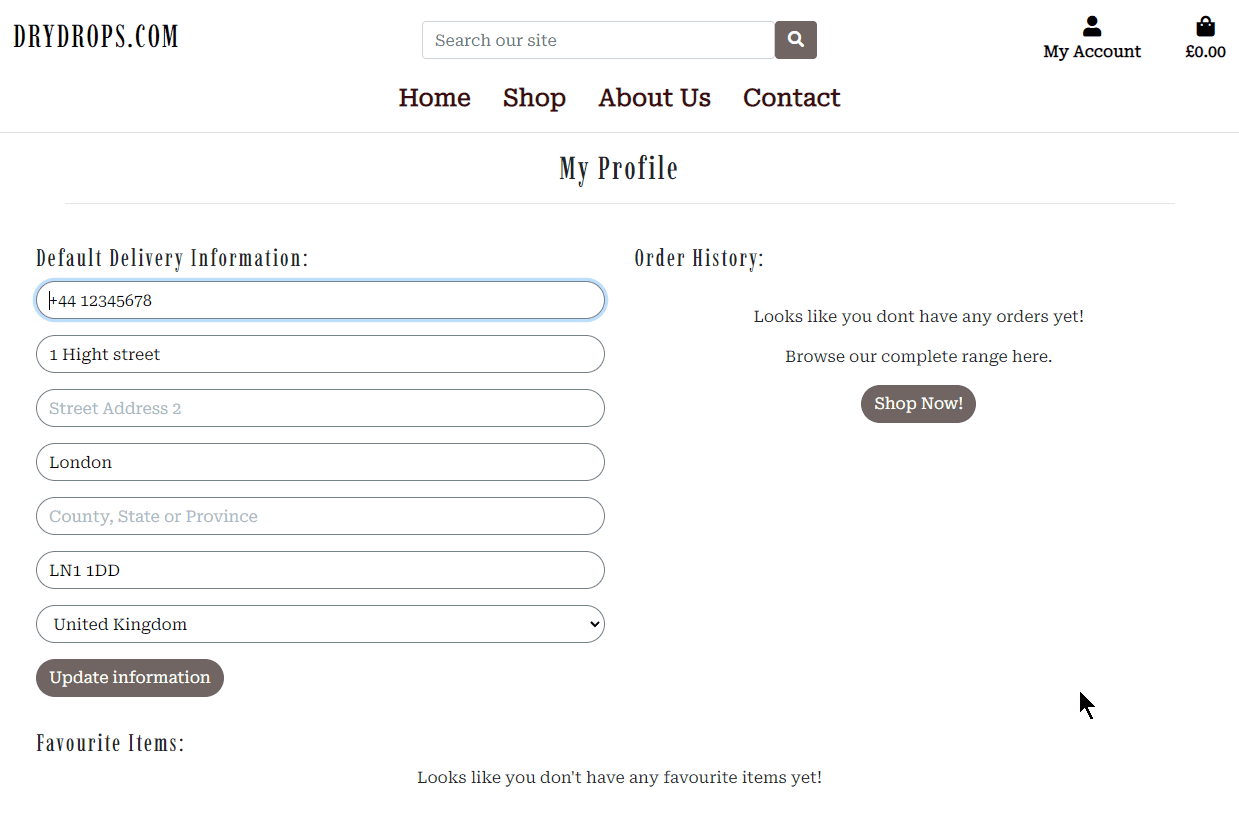 DRYDROPS.COM
Search our site
My Account
£0.00
Home Shop About Us Contact
My Profile
Default Delivery Information:
+44 12345678
1 Hight street
Street Address 2
London
County, State or Province
LN1 1DD
United Kingdom
Update information
Order History:
Looks like you dont have any orders yet!
Browse our complete range here.
Shop Now!
Favourite Items:
Looks like you don't have any favourite items yet!